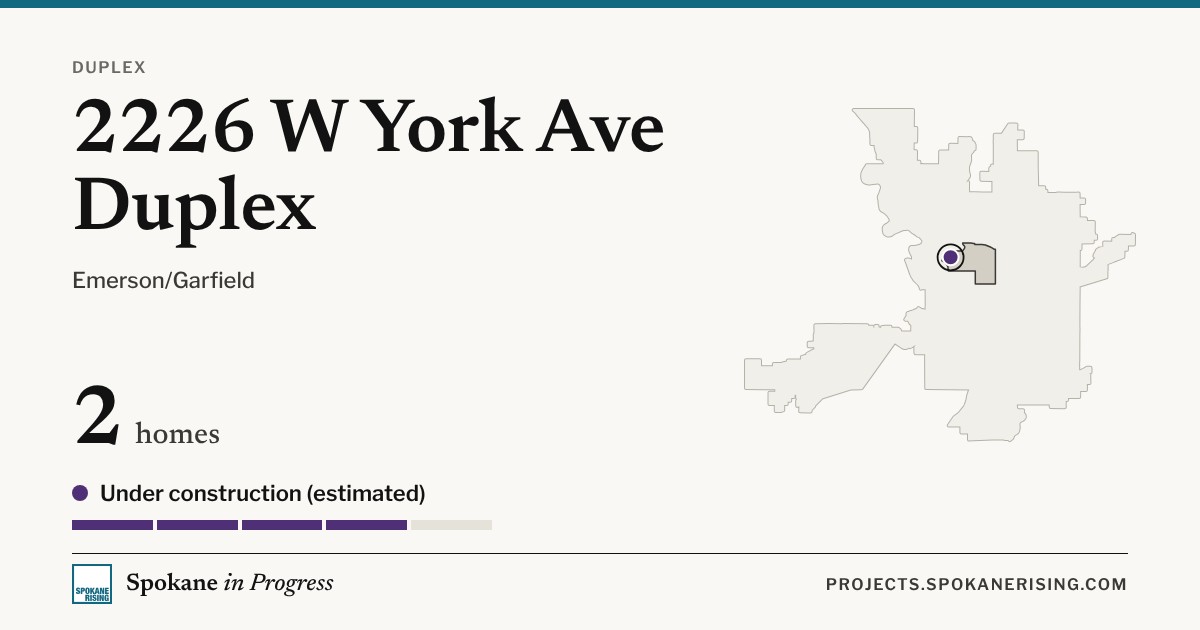 DUPLEX
2226 W York Ave
Duplex
Emerson/Garfield
2 homes
Under construction (estimated)
SPOKANE
RISING
Spokane in Progress
PROJECTS.SPOKANERISING.COM